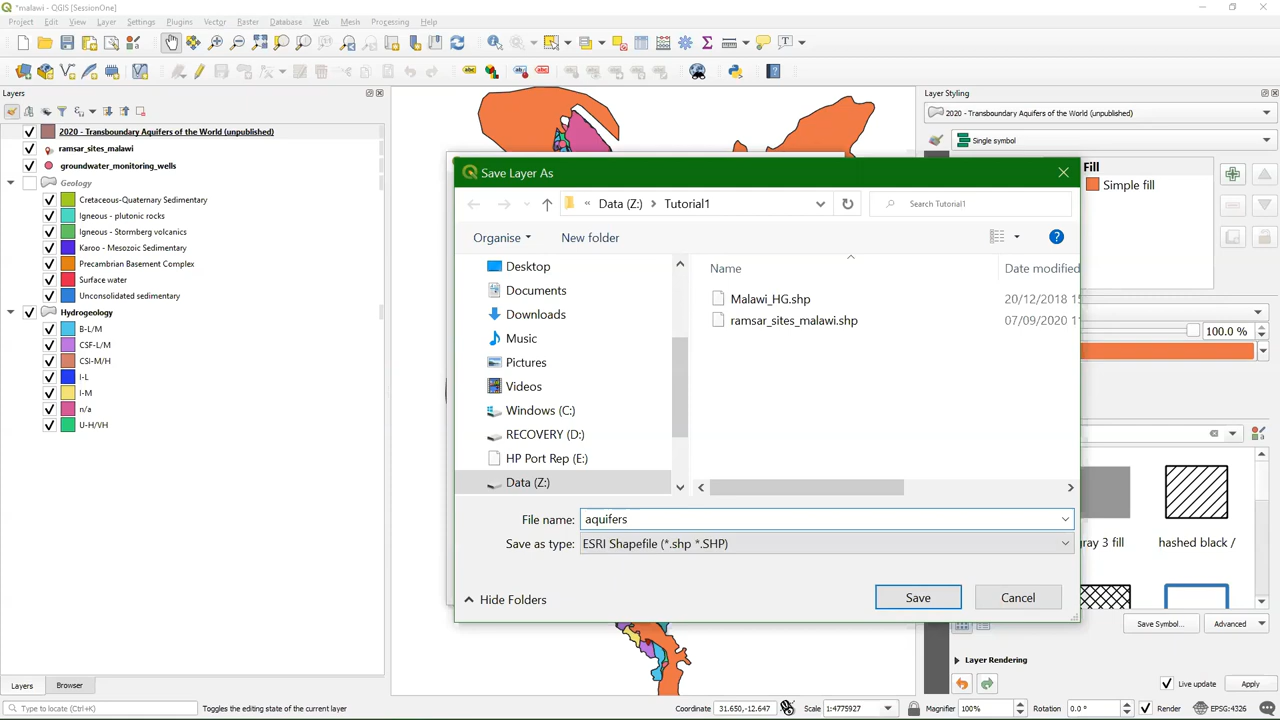 *malawi - QGIS [SessionOne]
Project Edit View Layer Settings Plugins Vector Raster Database Web Mesh Processing Help
Layers
2020 - Transboundary Aquifers of the World (unpublished)
ramsar_sites_malawi
groundwater_monitoring_wells
Geology
Cretaceous-Quaternary Sedimentary
Igneous - plutonic rocks
Igneous - Stormberg volcanics
Karoo - Mesozoic Sedimentary
Precambrian Basement Complex
Surface water
Unconsolidated sedimentary
Hydrogeology
B-L/M
CSF-L/M
CSI-M/H
I-L
I-M
n/a
U-H/VH
Layers Browser
Save Layer As
« Data (Z:) > Tutorial1
Search Tutorial1
Organise New folder
Desktop
Documents
Downloads
Music
Pictures
Videos
Windows (C:)
RECOVERY (D:)
HP Port Rep (E:)
Data (Z:)
Name Date modified
Malawi_HG.shp 20/12/2018 1
ramsar_sites_malawi.shp 07/09/2020 1
File name: aquifers
Save as type: ESRI Shapefile (*.shp *.SHP)
Hide Folders
Save Cancel
Layer Styling
2020 - Transboundary Aquifers of the World (unpublished)
Single symbol
Fill
Simple fill
100.0 %
gray 3 fill hashed black /
Save Symbol... Advanced
Layer Rendering
Live update Apply
Type to locate (Ctrl+K) Toggles the editing state of the current layer Coordinate 31.650,-12.647 Scale 1:4775927 Magnifier 100% Rotation 0.0 ° Render EPSG:4326